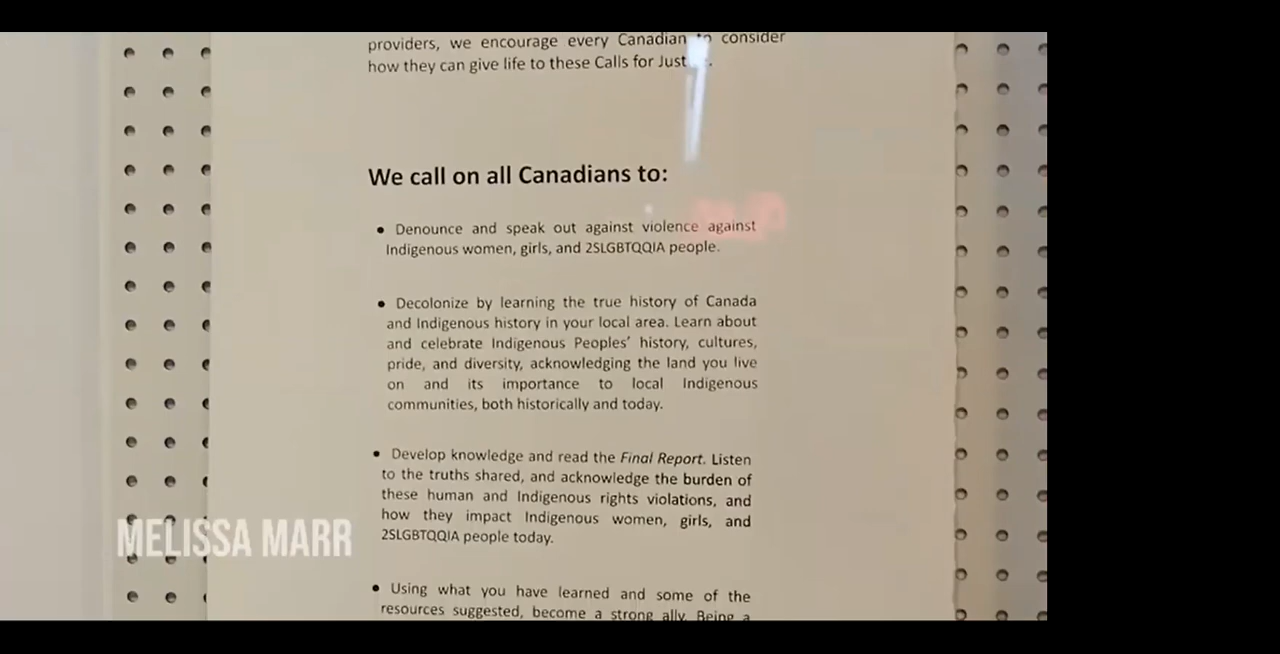 providers, we encourage every Canadian to consider
how they can give life to these Calls for
We call on all Canadians to:
• Denounce and speak out against violence against
Indigenous women, girls, and 2SLGBTQQIA people.
• Decolonize by learning the true history of Canada
and Indigenous history in your local area. Learn about
and celebrate Indigenous Peoples' history, cultures,
pride, and diversity, acknowledging the land you live
on and its importance to local Indigenous
communities, both historically and today.
• Develop knowledge and read the Final Report. Listen
to the truths shared, and acknowledge the burden of
these human and Indigenous rights violations, and
how they impact Indigenous women, girls, and
2SLGBTQQIA people today.
• Using what you have learned and some of the
resources suggested, become a strong ally. Being a
MELISSA MARR